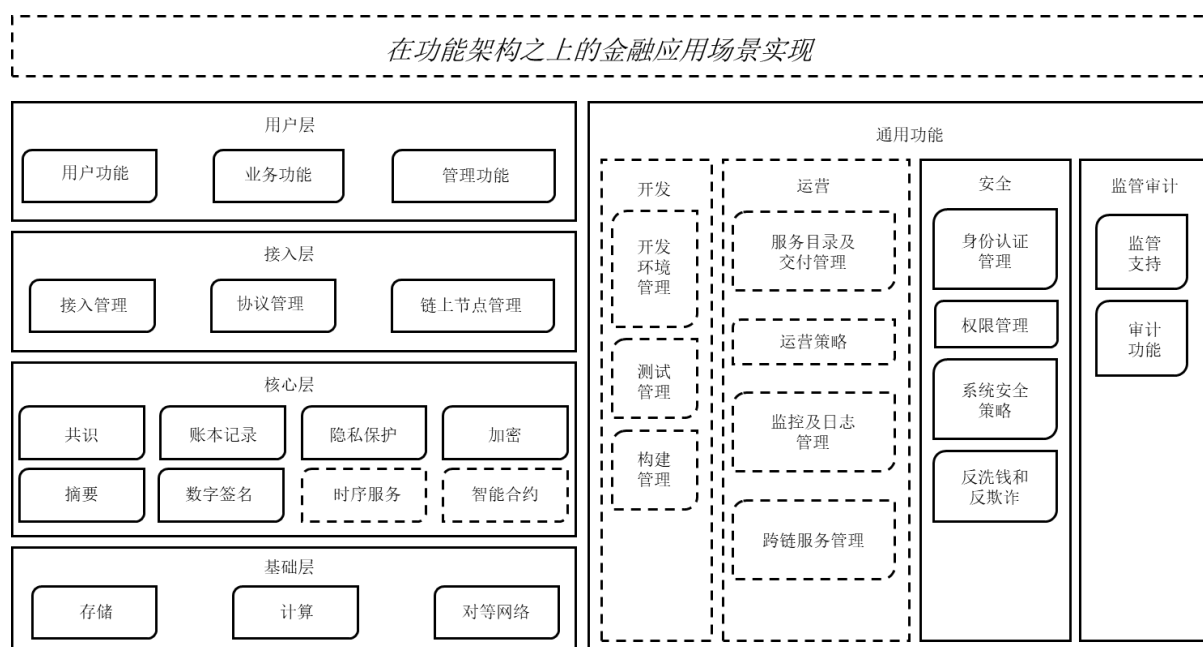 在功能架构之上的金融应用场景实现
用户层
用户功能
业务功能
管理功能
接入层
接入管理
协议管理
链上节点管理
核心层
共识
账本记录
隐私保护
加密
摘要
数字签名
时序服务
智能合约
基础层
存储
计算
对等网络
通用功能
开发
开发
环境
管理
测试
管理
构建
管理
运营
服务目录及
交付管理
运营策略
监控及日志
管理
跨链服务管理
安全
身份认证
管理
权限管理
系统安全
策略
反洗钱和
反欺诈
监管审计
监管
支持
审计
功能